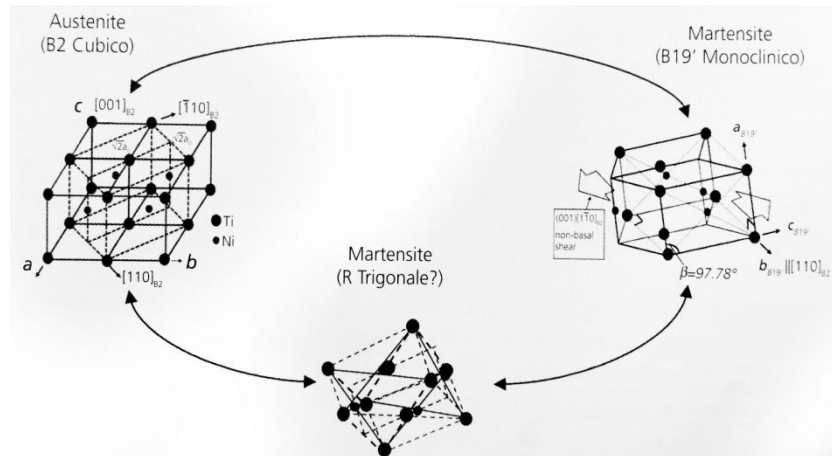 Austenite
(B2 Cubico)
Martensite
(B19' Monoclinico)
c [001]B2
[1̄10]B2
√2a₀
√2a₀
Ti
Ni
a
b
[110]B2
aB19'
(001)[11̄0]B2
non-basal
shear
cB19'
β=97.78°
bB19' ||[110]B2
Martensite
(R Trigonale?)